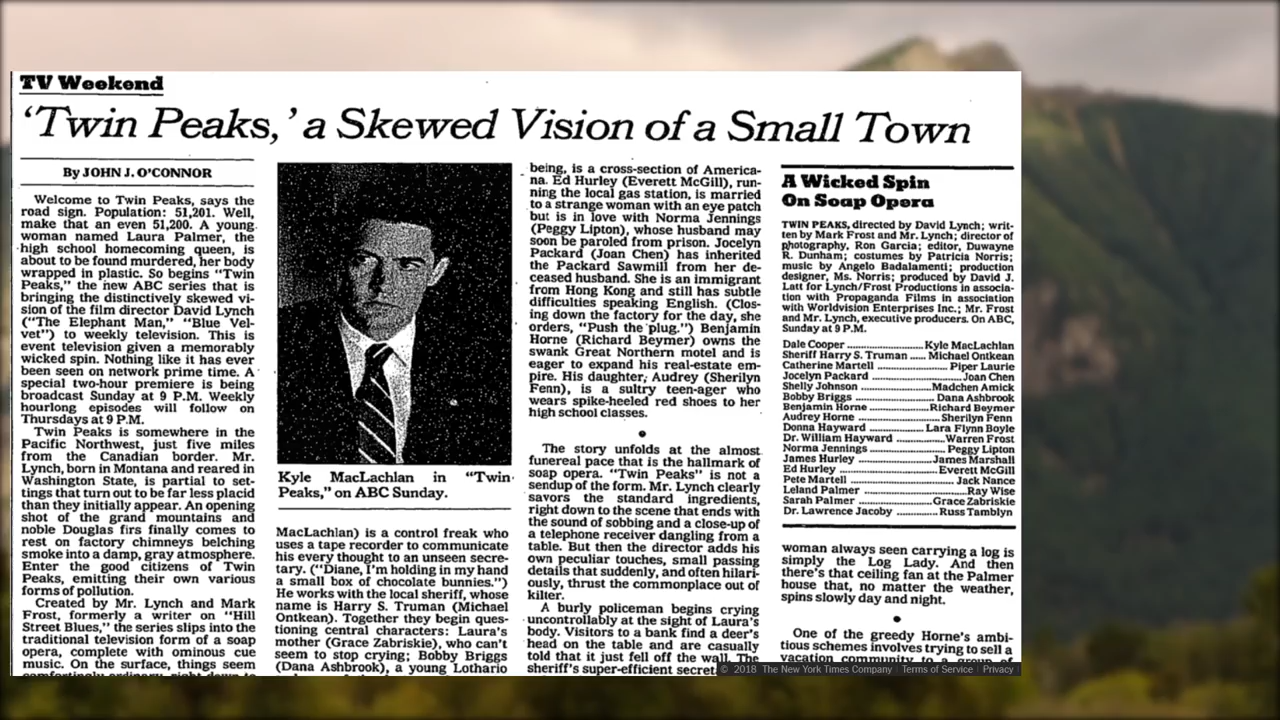 TV Weekend
‘Twin Peaks,’ a Skewed Vision of a Small Town
By JOHN J. O'CONNOR
Welcome to Twin Peaks, says the
road sign. Population: 51,201. Well,
make that an even 51,200. A young
woman named Laura Palmer, the
high school homecoming queen, is
about to be found murdered, her body
wrapped in plastic. So begins “Twin
Peaks,” the new ABC series that is
bringing the distinctively skewed vi-
sion of the film director David Lynch
(“The Elephant Man,” “Blue Vel-
vet”) to weekly television. This is
event television given a memorably
wicked spin. Nothing like it has ever
been seen on network prime time. A
special two-hour premiere is being
broadcast Sunday at 9 P.M. Weekly
hourlong episodes will follow on
Thursdays at 9 P.M.
Twin Peaks is somewhere in the
Pacific Northwest, just five miles
from the Canadian border. Mr.
Lynch, born in Montana and reared in
Washington State, is partial to set-
tings that turn out to be far less placid
than they initially appear. An opening
shot of the grand mountains and
noble Douglas firs finally comes to
rest on factory chimneys belching
smoke into a damp, gray atmosphere.
Enter the good citizens of Twin
Peaks, emitting their own various
forms of pollution.
Created by Mr. Lynch and Mark
Frost, formerly a writer on “Hill
Street Blues,” the series slips into the
traditional television form of a soap
opera, complete with ominous cue
music. On the surface, things seem
comfortingly ordinary, right down to
Kyle MacLachlan in “Twin
Peaks,” on ABC Sunday.
MacLachlan) is a control freak who
uses a tape recorder to communicate
his every thought to an unseen secre-
tary. (“Diane, I'm holding in my hand
a small box of chocolate bunnies.”)
He works with the local sheriff, whose
name is Harry S. Truman (Michael
Ontkean). Together they begin ques-
tioning central characters: Laura's
mother (Grace Zabriskie), who can't
seem to stop crying; Bobby Briggs
(Dana Ashbrook), a young Lothario
being, is a cross-section of America-
na. Ed Hurley (Everett McGill), run-
ning the local gas station, is married
to a strange woman with an eye patch
but is in love with Norma Jennings
(Peggy Lipton), whose husband may
soon be paroled from prison. Jocelyn
Packard (Joan Chen) has inherited
the Packard Sawmill from her de-
ceased husband. She is an immigrant
from Hong Kong and still has subtle
difficulties speaking English. (Clos-
ing down the factory for the day, she
orders, “Push the plug.”) Benjamin
Horne (Richard Beymer) owns the
swank Great Northern motel and is
eager to expand his real-estate em-
pire. His daughter, Audrey (Sherilyn
Fenn), is a sultry teen-ager who
wears spike-heeled red shoes to her
high school classes.
The story unfolds at the almost
funereal pace that is the hallmark of
soap opera. “Twin Peaks” is not a
sendup of the form. Mr. Lynch clearly
savors the standard ingredients,
right down to the scene that ends with
the sound of sobbing and a close-up of
a telephone receiver dangling from a
table. But then the director adds his
own peculiar touches, small passing
details that suddenly, and often hilari-
ously, thrust the commonplace out of
kilter.
A burly policeman begins crying
uncontrollably at the sight of Laura's
body. Visitors to a bank find a deer's
head on the table and are casually
told that it just fell off the wall. The
sheriff's super-efficient secret
A Wicked Spin
On Soap Opera
TWIN PEAKS, directed by David Lynch; writ-
ten by Mark Frost and Mr. Lynch; director of
photography, Ron Garcia; editor, Duwayne
R. Dunham; costumes by Patricia Norris;
music by Angelo Badalamenti; production
designer, Ms. Norris; produced by David J.
Latt for Lynch/Frost Productions in associa-
tion with Propaganda Films in association
with Worldvision Enterprises Inc.; Mr. Frost
and Mr. Lynch, executive producers. On ABC,
Sunday at 9 P.M.
Dale Cooper ........................ Kyle MacLachlan
Sheriff Harry S. Truman ...... Michael Ontkean
Catherine Martell ........................ Piper Laurie
Jocelyn Packard ........................ Joan Chen
Shelly Johnson ........................ Madchen Amick
Bobby Briggs ........................ Dana Ashbrook
Benjamin Horne ........................ Richard Beymer
Audrey Horne ........................ Sherilyn Fenn
Donna Hayward ........................ Lara Flynn Boyle
Dr. William Hayward ........................ Warren Frost
Norma Jennings ........................ Peggy Lipton
James Hurley ........................ James Marshall
Ed Hurley ........................ Everett McGill
Pete Martell ........................ Jack Nance
Leland Palmer ........................ Ray Wise
Sarah Palmer ........................ Grace Zabriskie
Dr. Lawrence Jacoby ........................ Russ Tamblyn
woman always seen carrying a log is
simply the Log Lady. And then
there's that ceiling fan at the Palmer
house that, no matter the weather,
spins slowly day and night.
One of the greedy Horne's ambi-
tious schemes involves trying to sell a
vacation community to a group of
© 2018 The New York Times Company | Terms of Service | Privacy